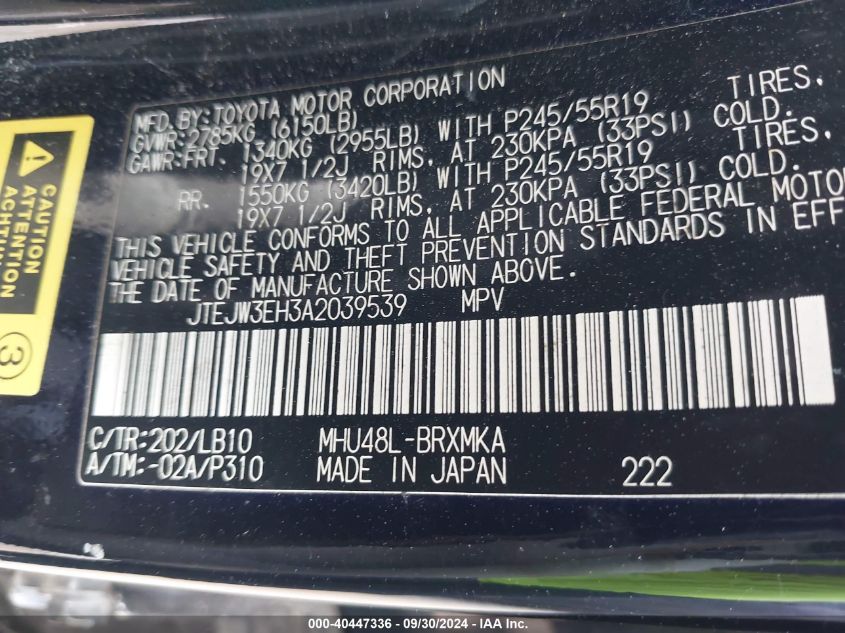 MFD.BY:TOYOTA MOTOR CORPORATION
GVWR:2785KG (6150LB)
GAWR:FRT. 1340KG (2955LB) WITH P245/55R19 TIRES,
19X7 1/2J RIMS, AT 230KPA (33PSI) COLD.
RR. 1550KG (3420LB) WITH P245/55R19 TIRES,
19X7 1/2J RIMS, AT 230KPA (33PSI) COLD.
THIS VEHICLE CONFORMS TO ALL APPLICABLE FEDERAL MOTO
VEHICLE SAFETY AND THEFT PREVENTION STANDARDS IN EFF
THE DATE OF MANUFACTURE SHOWN ABOVE.
JTEJW3EH3A2039539 MPV
C/TR:202/LB10 MHU48L-BRXMKA
A/TM:-02A/P310 MADE IN JAPAN 222
CAUTION
ATTENTION
ACHTUN
3
000-40447336 - 09/30/2024 - IAA Inc.